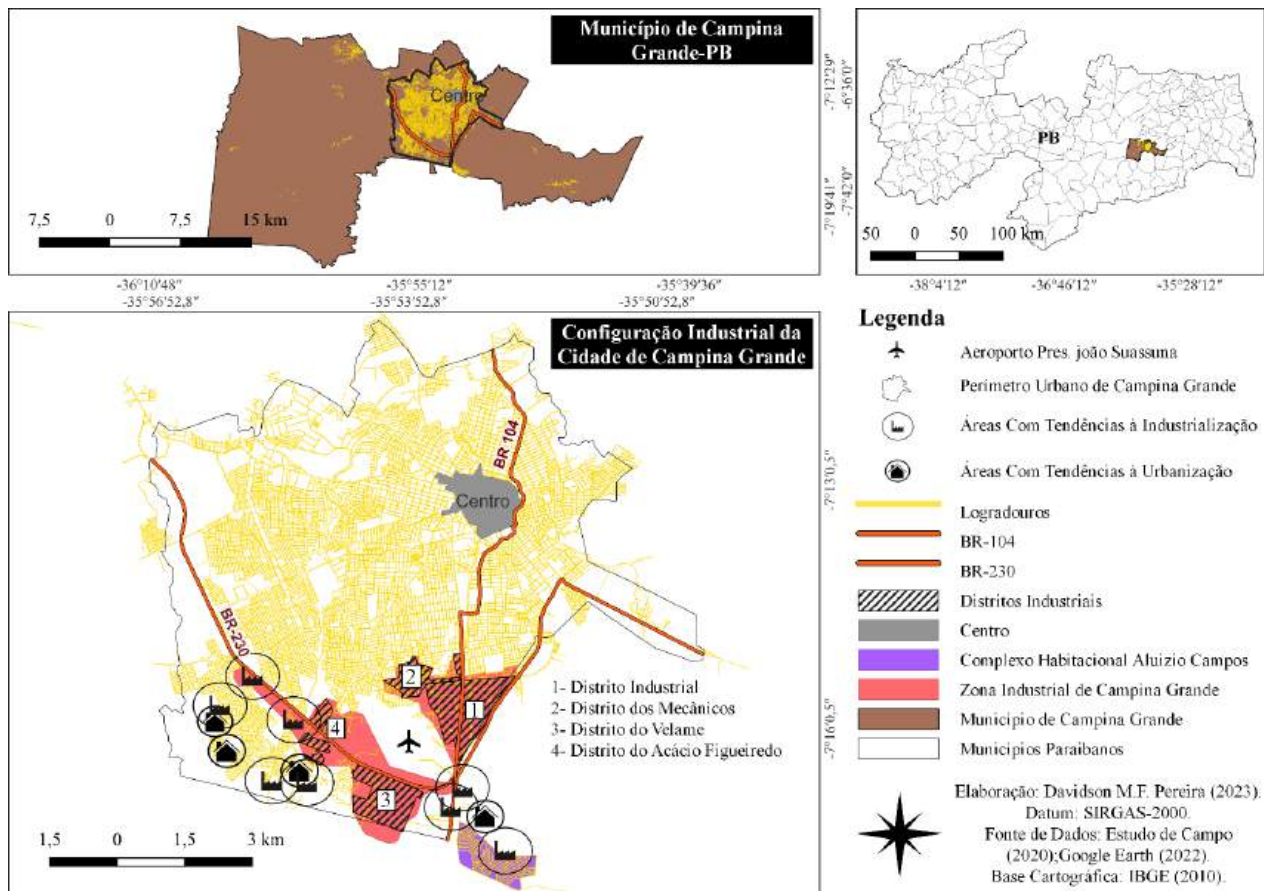 Município de Campina
Grande-PB
Centro
7,5 0 7,5 15 km
-7°12'29"
-7°19'41"
-36°10'48" -35°55'12" -35°39'36"
PB
50 0 50 100 km
-6°36'0"
-7°42'0"
-38°4'12" -36°46'12" -35°28'12"
-35°56'52,8" -35°53'52,8" -35°50'52,8"
Configuração Industrial da
Cidade de Campina Grande
BR 104
Centro
BR-230
2
1
4
3
1- Distrito Industrial
2- Distrito dos Mecânicos
3- Distrito do Velame
4- Distrito do Acácio Figueiredo
1,5 0 1,5 3 km
-7°13'0,5"
-7°16'0,5"
Legenda
Aeroporto Pres. joão Suassuna
Perímetro Urbano de Campina Grande
Áreas Com Tendências à Industrialização
Áreas Com Tendências à Urbanização
Logradouros
BR-104
BR-230
Distritos Industriais
Centro
Complexo Habitacional Aluizio Campos
Zona Industrial de Campina Grande
Município de Campina Grande
Municipios Paraibanos
Elaboração: Davidson M.F. Pereira (2023).
Datum: SIRGAS-2000.
Fonte de Dados: Estudo de Campo
(2020);Google Earth (2022).
Base Cartográfica: IBGE (2010).